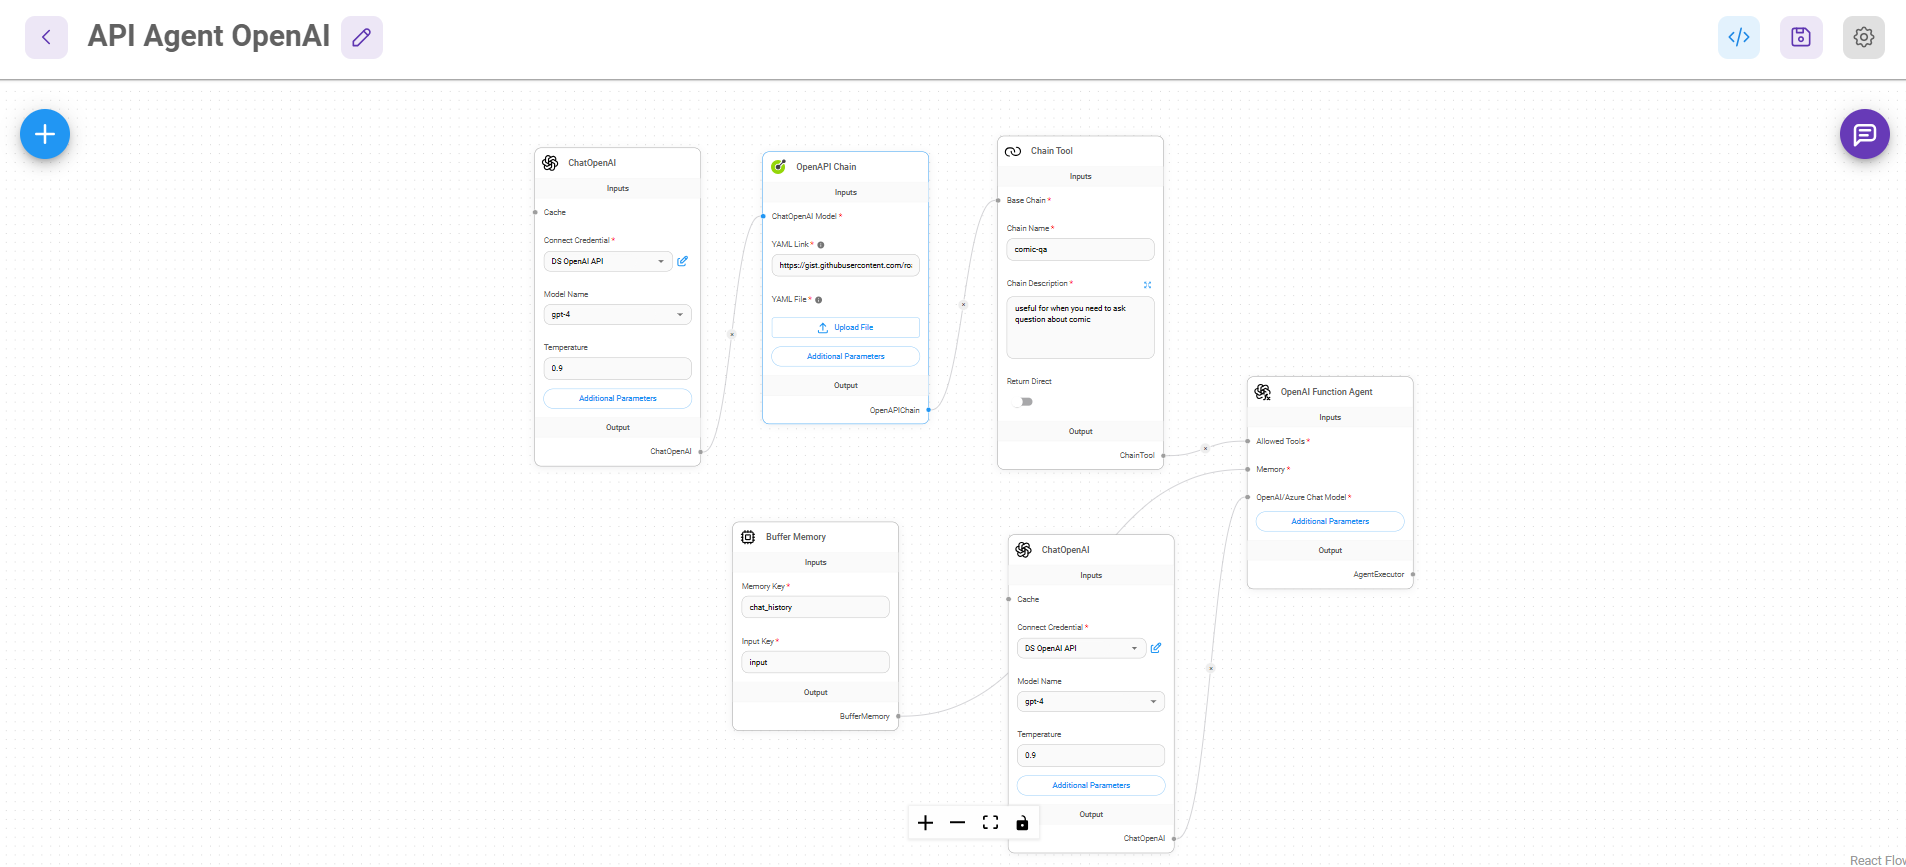 API Agent OpenAI
ChatOpenAI
Inputs
Cache
Connect Credential *
DS OpenAI API
Model Name
gpt-4
Temperature
0.9
Additional Parameters
Output
ChatOpenAI
OpenAPI Chain
Inputs
ChatOpenAI Model *
YAML Link *
https://gist.githubusercontent.com/ro
YAML File *
Upload File
Additional Parameters
Output
OpenAPIChain
Chain Tool
Inputs
Base Chain *
Chain Name *
comic-qa
Chain Description *
useful for when you need to ask
question about comic
Return Direct
Output
ChainTool
OpenAI Function Agent
Inputs
Allowed Tools *
Memory *
OpenAI/Azure Chat Model *
Additional Parameters
Output
AgentExecutor
Buffer Memory
Inputs
Memory Key *
chat_history
Input Key *
input
Output
BufferMemory
ChatOpenAI
Inputs
Cache
Connect Credential *
DS OpenAI API
Model Name
gpt-4
Temperature
0.9
Additional Parameters
Output
ChatOpenAI
React Flow